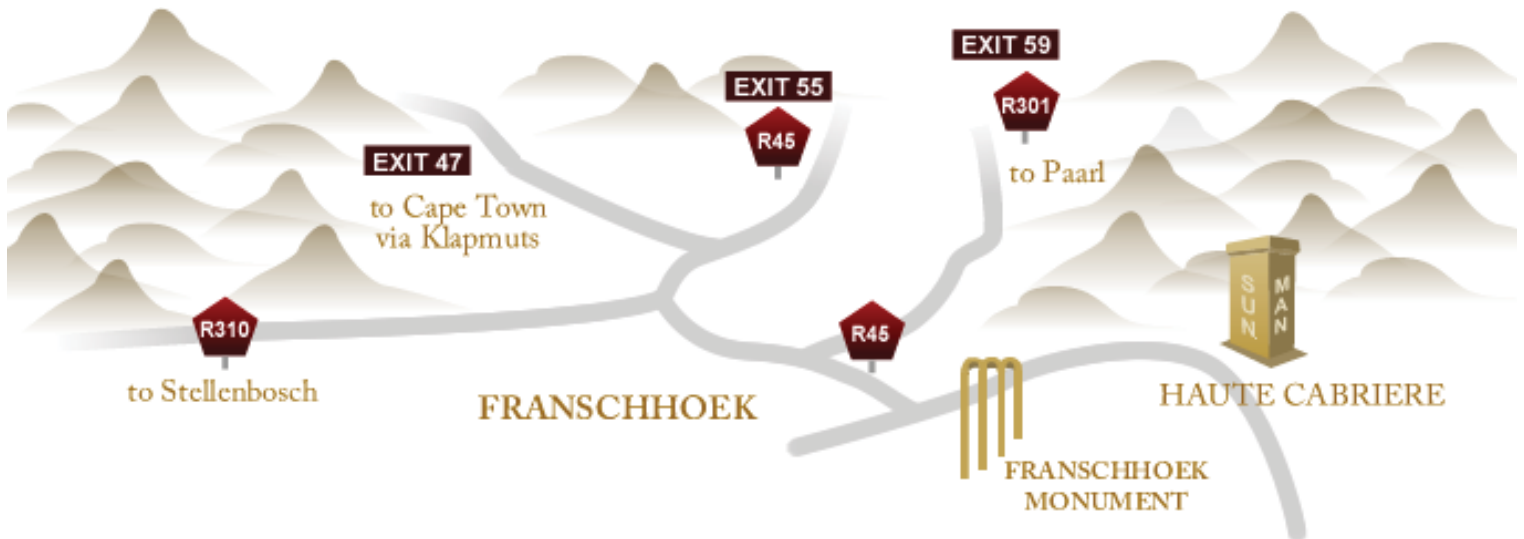 EXIT 59
EXIT 55
R301
R45
EXIT 47
to Paarl
to Cape Town
via Klapmuts
SUN
MAN
R310
R45
to Stellenbosch
HAUTE CABRIERE
FRANSCHHOEK
FRANSCHHOEK
MONUMENT